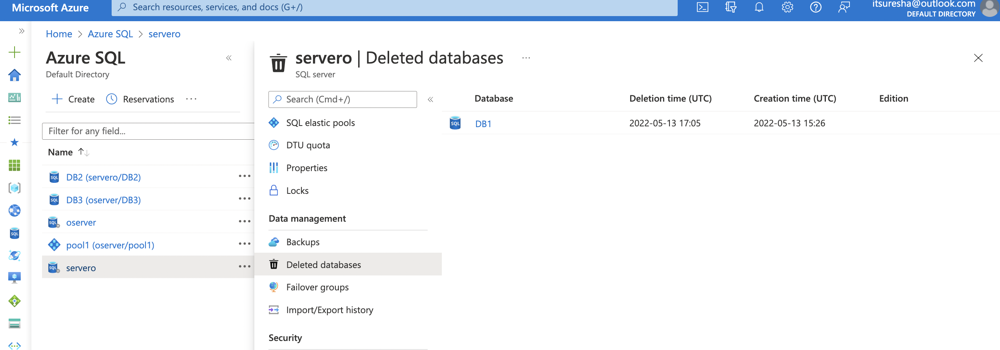 Microsoft Azure
Search resources, services, and docs (G+/)
itsuresha@outlook.com
DEFAULT DIRECTORY
Home > Azure SQL > servero
Azure SQL
Default Directory
Create Reservations ...
Filter for any field...
Name
DB2 (servero/DB2)
DB3 (oserver/DB3)
oserver
pool1 (oserver/pool1)
servero
servero | Deleted databases ...
SQL server
Search (Cmd+/)
SQL elastic pools
DTU quota
Properties
Locks
Data management
Backups
Deleted databases
Failover groups
Import/Export history
Security
Database Deletion time (UTC) Creation time (UTC) Edition
DB1 2022-05-13 17:05 2022-05-13 15:26